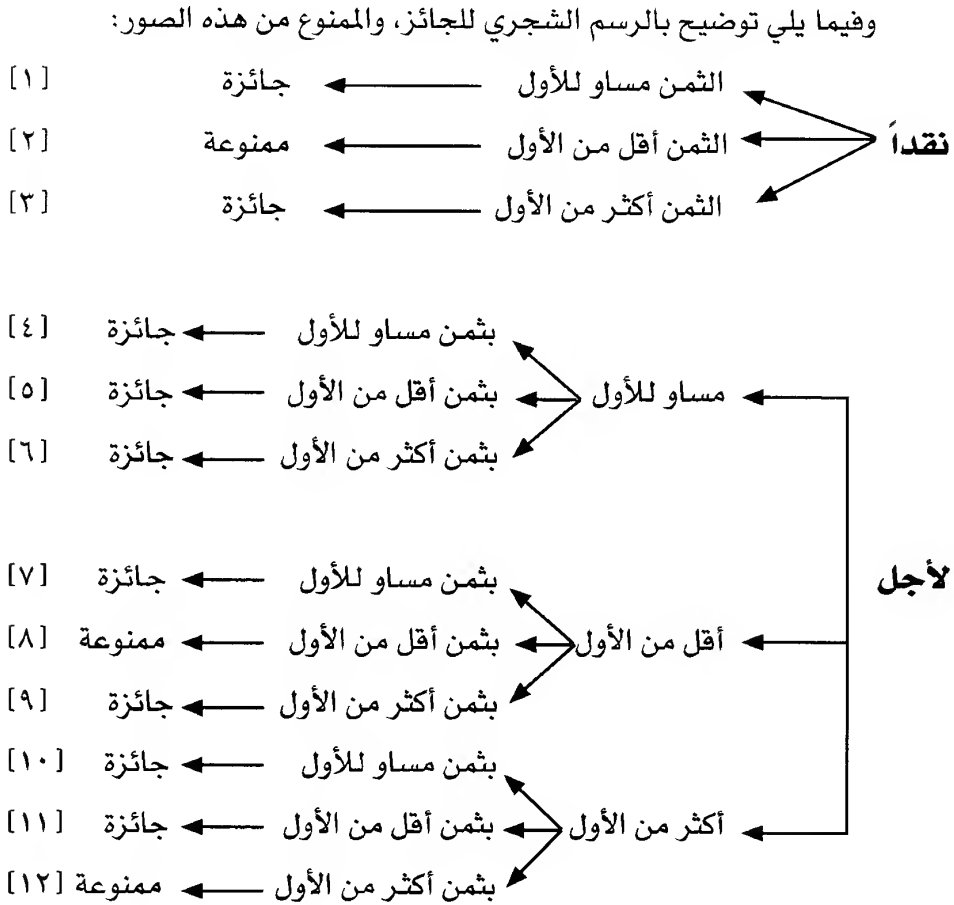 وفيما يلي توضيح بالرسم الشجري للجائز، والممنوع من هذه الصور:
نقداً
الثمن مساو للأول جائزة [١]
الثمن أقل من الأول ممنوعة [٢]
الثمن أكثر من الأول جائزة [٣]
لأجل
مساو للأول
بثمن مساو للأول جائزة [٤]
بثمن أقل من الأول جائزة [٥]
بثمن أكثر من الأول جائزة [٦]
أقل من الأول
بثمن مساو للأول جائزة [٧]
بثمن أقل من الأول ممنوعة [٨]
بثمن أكثر من الأول جائزة [٩]
أكثر من الأول
بثمن مساو للأول جائزة [١٠]
بثمن أقل من الأول جائزة [١١]
بثمن أكثر من الأول ممنوعة [١٢]